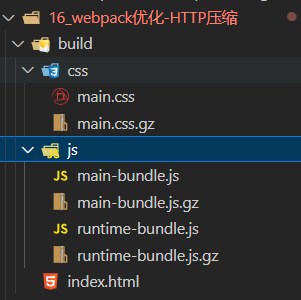 16_webpack优化-HTTP压缩
build
css
main.css
main.css.gz
js
JS main-bundle.js
main-bundle.js.gz
JS runtime-bundle.js
runtime-bundle.js.gz
index.html